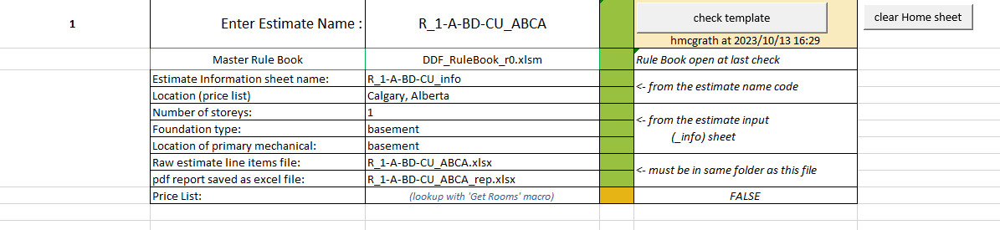 1
Enter Estimate Name :
R_1-A-BD-CU_ABCA
check template
clear Home sheet
hmcgrath at 2023/10/13 16:29
Master Rule Book
DDF_RuleBook_r0.xlsm
Rule Book open at last check
Estimate Information sheet name:
R_1-A-BD-CU_info
<- from the estimate name code
Location (price list)
Calgary, Alberta
Number of storeys:
1
<- from the estimate input
(_info) sheet
Foundation type:
basement
Location of primary mechanical:
basement
Raw estimate line items file:
R_1-A-BD-CU_ABCA.xlsx
<- must be in same folder as this file
pdf report saved as excel file:
R_1-A-BD-CU_ABCA_rep.xlsx
Price List:
(lookup with 'Get Rooms' macro)
FALSE